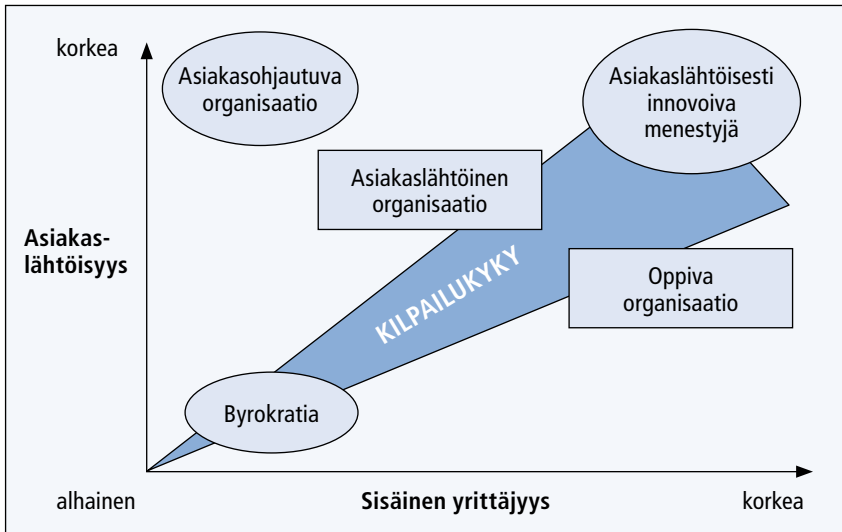 korkea
Asiakasohjautuva
organisaatio
Asiakaslähtöisesti
innovoiva
menestyjä
Asiakaslähtöinen
organisaatio
Asiakas-
lähtöisyys
KILPAILUKYKY
Oppiva
organisaatio
Byrokratia
alhainen
Sisäinen yrittäjyys
korkea